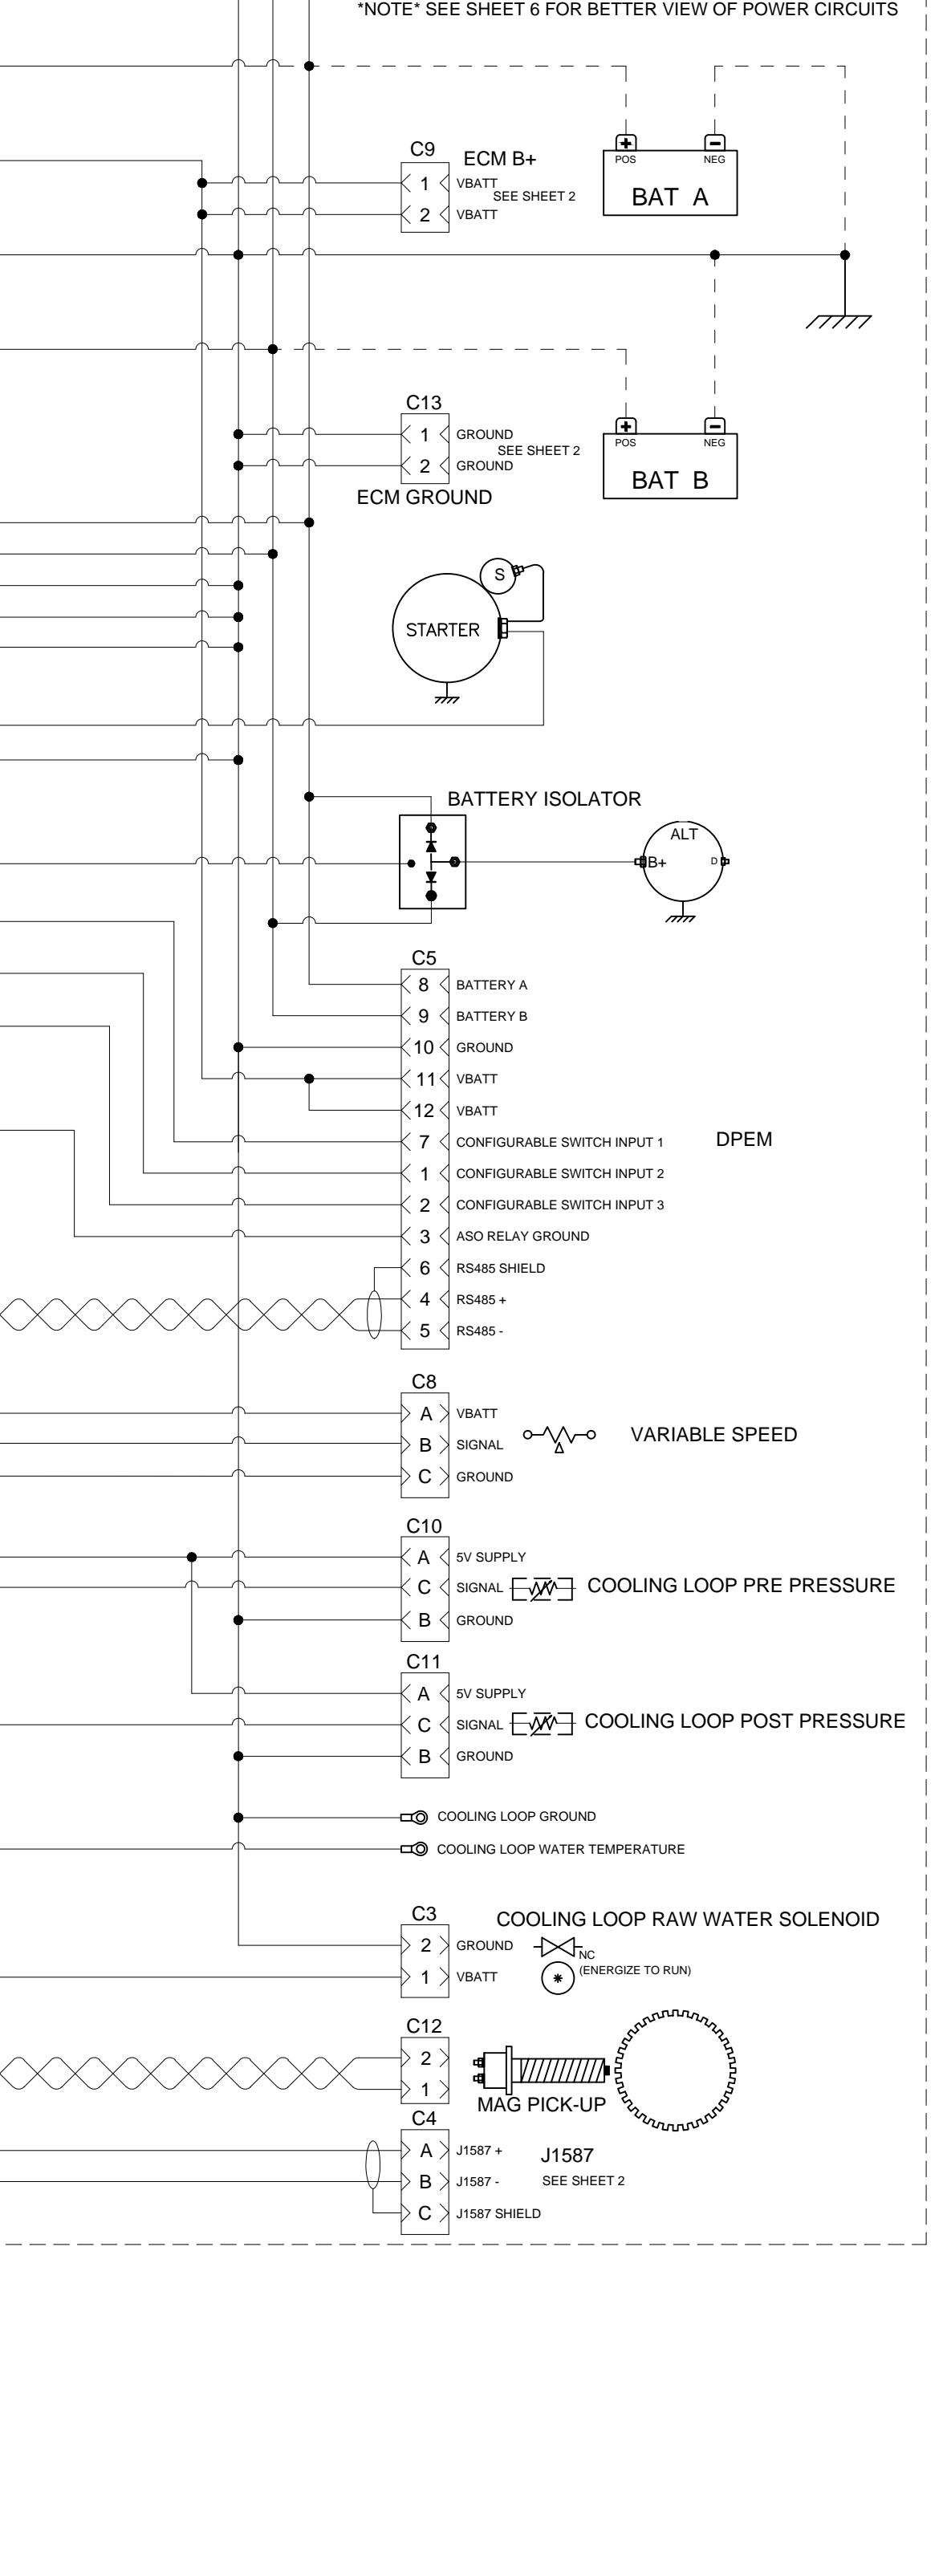 *NOTE* SEE SHEET 6 FOR BETTER VIEW OF POWER CIRCUITS
C9
ECM B+
1 VBATT
SEE SHEET 2
2 VBATT
POS NEG
BAT A
C13
1 GROUND
SEE SHEET 2
2 GROUND
ECM GROUND
POS NEG
BAT B
S
STARTER
BATTERY ISOLATOR
ALT
B+ D
C5
8 BATTERY A
9 BATTERY B
10 GROUND
11 VBATT
12 VBATT
7 CONFIGURABLE SWITCH INPUT 1
DPEM
1 CONFIGURABLE SWITCH INPUT 2
2 CONFIGURABLE SWITCH INPUT 3
3 ASO RELAY GROUND
6 RS485 SHIELD
4 RS485 +
5 RS485 -
C8
A VBATT
B SIGNAL
VARIABLE SPEED
C GROUND
C10
A 5V SUPPLY
C SIGNAL
COOLING LOOP PRE PRESSURE
B GROUND
C11
A 5V SUPPLY
C SIGNAL
COOLING LOOP POST PRESSURE
B GROUND
COOLING LOOP GROUND
COOLING LOOP WATER TEMPERATURE
C3
COOLING LOOP RAW WATER SOLENOID
2 GROUND
NC
(ENERGIZE TO RUN)
1 VBATT
C12
2
1
MAG PICK-UP
C4
A J1587 +
J1587
B J1587 -
SEE SHEET 2
C J1587 SHIELD